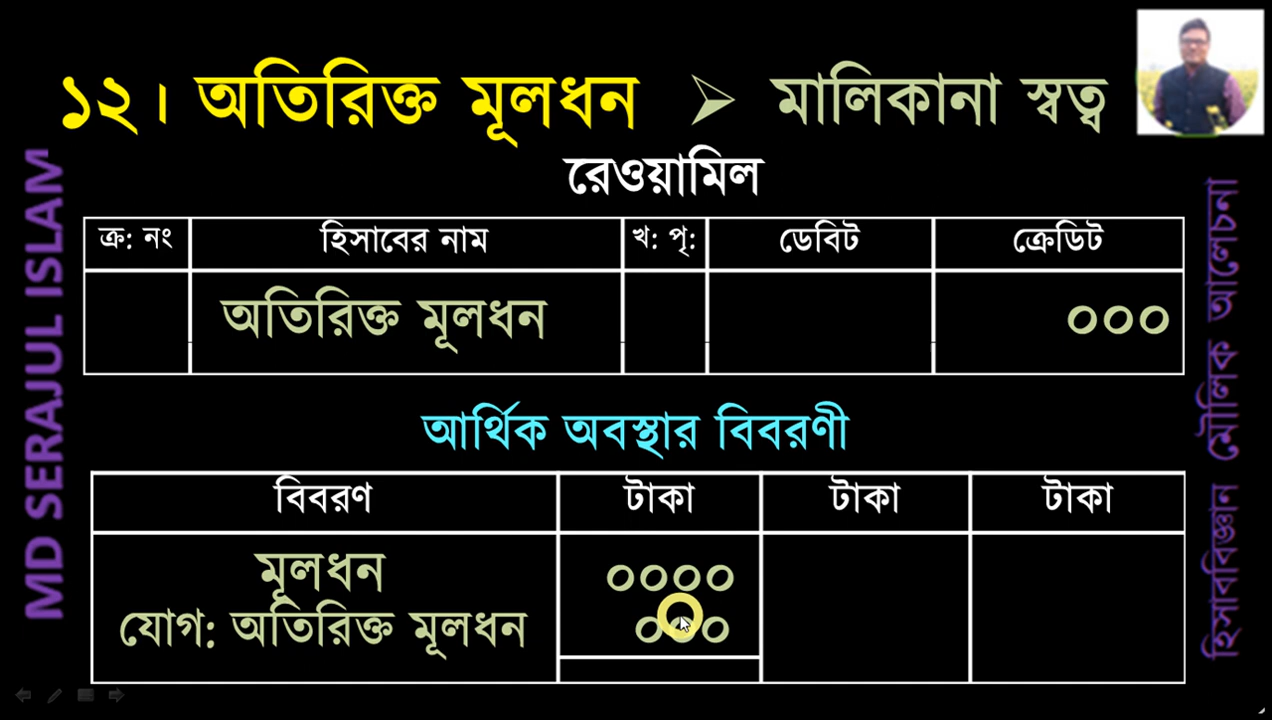 ১২। অতিরিক্ত মূলধন ➢ মালিকানা স্বত্ব
রেওয়ামিল
ক্র: নং হিসাবের নাম খ: পৃ: ডেবিট ক্রেডিট
অতিরিক্ত মূলধন ০০০
আর্থিক অবস্থার বিবরণী
বিবরণ টাকা টাকা টাকা
মূলধন ০০০০
যোগ: অতিরিক্ত মূলধন ০০০
MD SERAJUL ISLAM
হিসাববিজ্ঞান মৌলিক আলোচনা